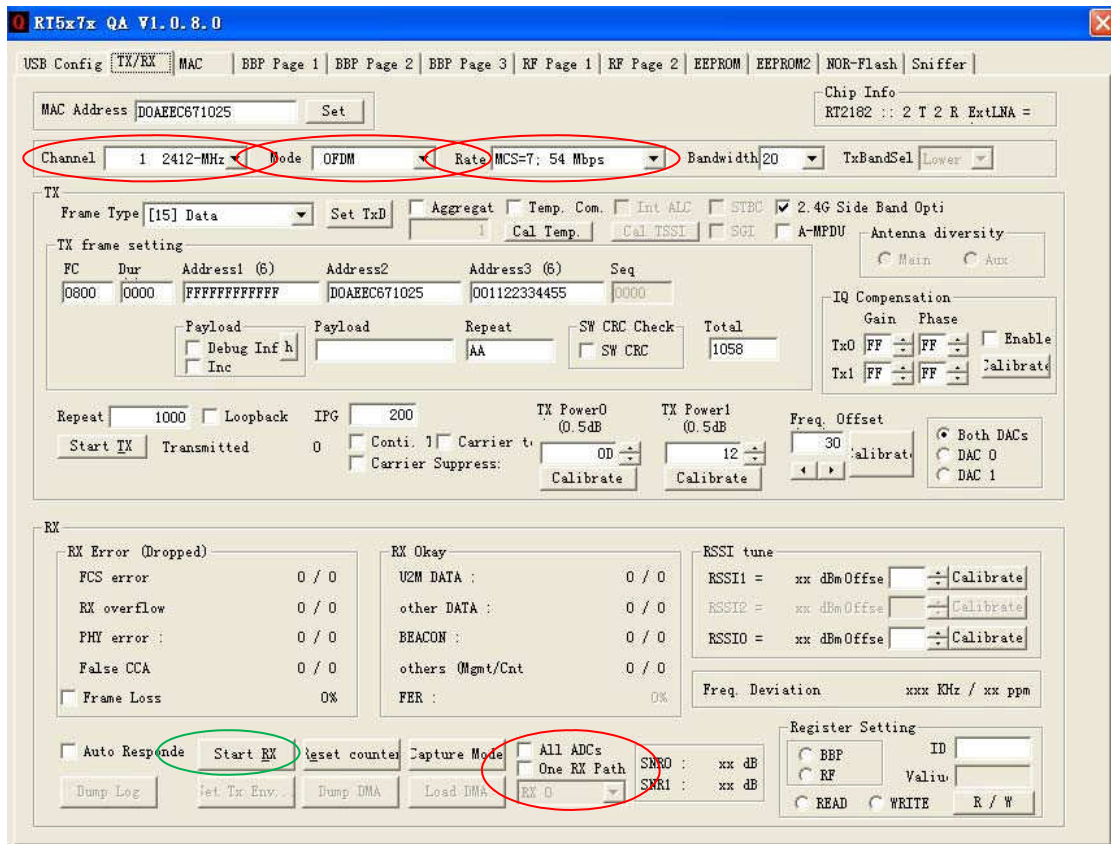 RT5x7x QA V1.0.8.0
USB Config TX/RX MAC BBP Page 1 BBP Page 2 BBP Page 3 RF Page 1 RF Page 2 EEPROM EEPROM2 NOR-Flash Sniffer
MAC Address D0AEEC671025 Set
Chip Info
RT2182 :: 2 T 2 R ExtLNA =
Channel 1 2412-MHz Mode OFDM Rate MCS=7; 54 Mbps Bandwidth 20 TxBandSel Lower
TX
Frame Type [15] Data Set TxD Aggregat Temp. Com. Int ALC STBC 2.4G Side Band Opti
1 Cal Temp. Cal TSSI SGI A-MPDU
Antenna diversity
Main Aux
TX frame setting
FC Dur Address1 (6) Address2 Address3 (6) Seq
0800 0000 FFFFFFFFFFFF D0AEEC671025 001122334455 0000
Payload Payload Repeat SW CRC Check Total
Debug Inf h AA SW CRC 1058
Inc
IQ Compensation
Gain Phase
Tx0 FF FF Enable
Tx1 FF FF alibrat
Repeat 1000 Loopback IPG 200
Start TX Transmitted 0 Conti. Carrier t
Carrier Suppress:
TX Power0 TX Power1
(0.5dB (0.5dB
0D 12
Calibrate Calibrate
Freq. Offset
30 alibrat
Both DACs
DAC 0
DAC 1
RX
RX Error (Dropped)
FCS error 0 / 0
RX overflow 0 / 0
PHY error : 0 / 0
False CCA 0 / 0
Frame Loss 0%
RX Okay
U2M DATA : 0 / 0
other DATA : 0 / 0
BEACON : 0 / 0
others (Mgmt/Cnt 0 / 0
FER : 0%
RSSI tune
RSSI1 = xx dBm Offse Calibrate
RSSI2 = xx dBm Offse Calibrate
RSSI0 = xx dBm Offse Calibrate
Freq. Deviation xxx KHz / xx ppm
Auto Responde Start RX eset counter Capture Mode
Dump Log et Tx Env.. Dump DMA Load DMA
All ADCs
One RX Path
RX 0
SNR0 : xx dB
SNR1 : xx dB
Register Setting
BBP ID
RF Valiu
READ WRITE R / W